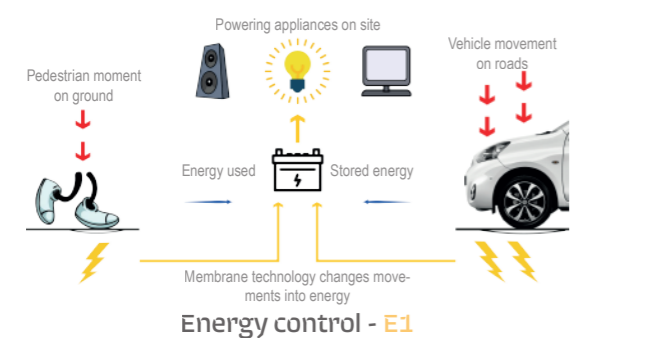 Powering appliances on site
Vehicle movement
on roads
Pedestrian moment
on ground
Energy used
Stored energy
Membrane technology changes move-
ments into energy
Energy control - E1